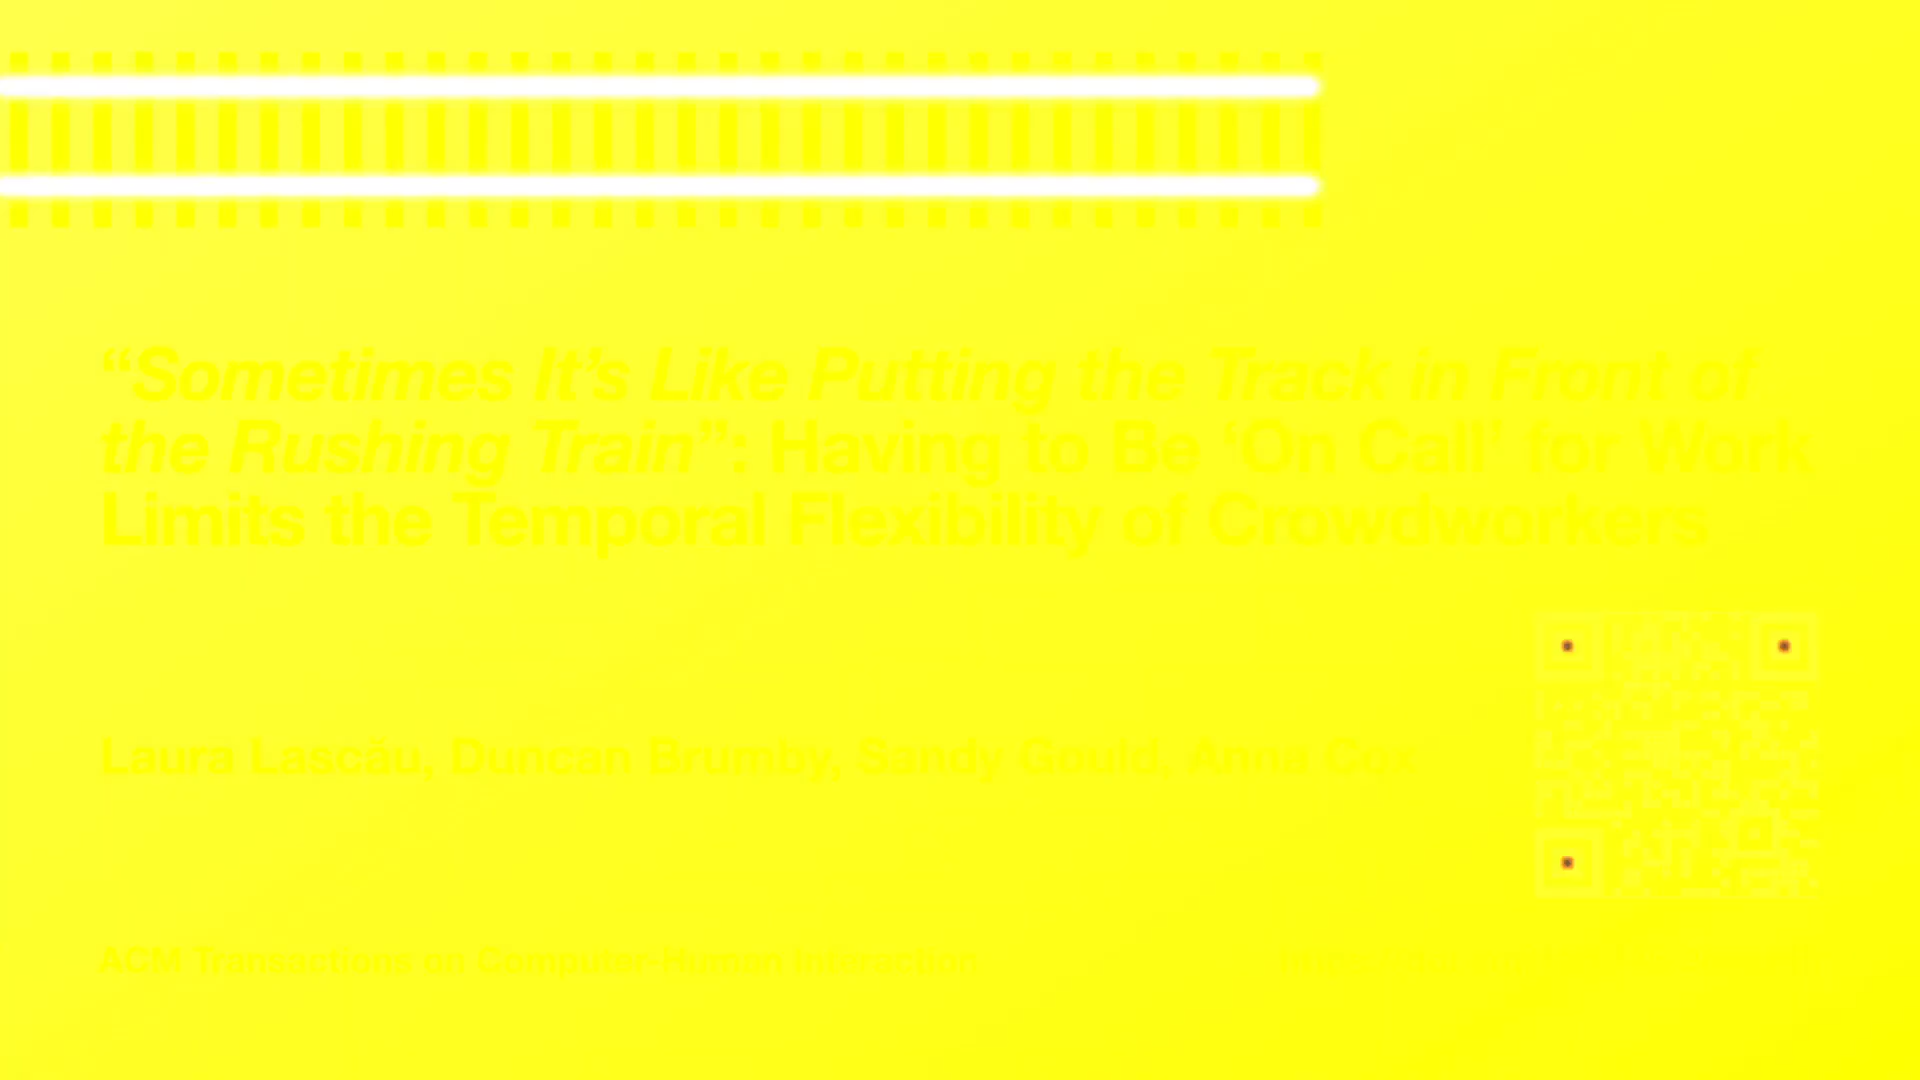 “Sometimes It’s Like Putting the Track in Front of
the Rushing Train”: Having to Be ‘On Call’ for Work
Limits the Temporal Flexibility of Crowdworkers
Laura Lascău, Duncan Brumby, Sandy Gould, Anna Cox
ACM Transactions on Computer-Human Interaction